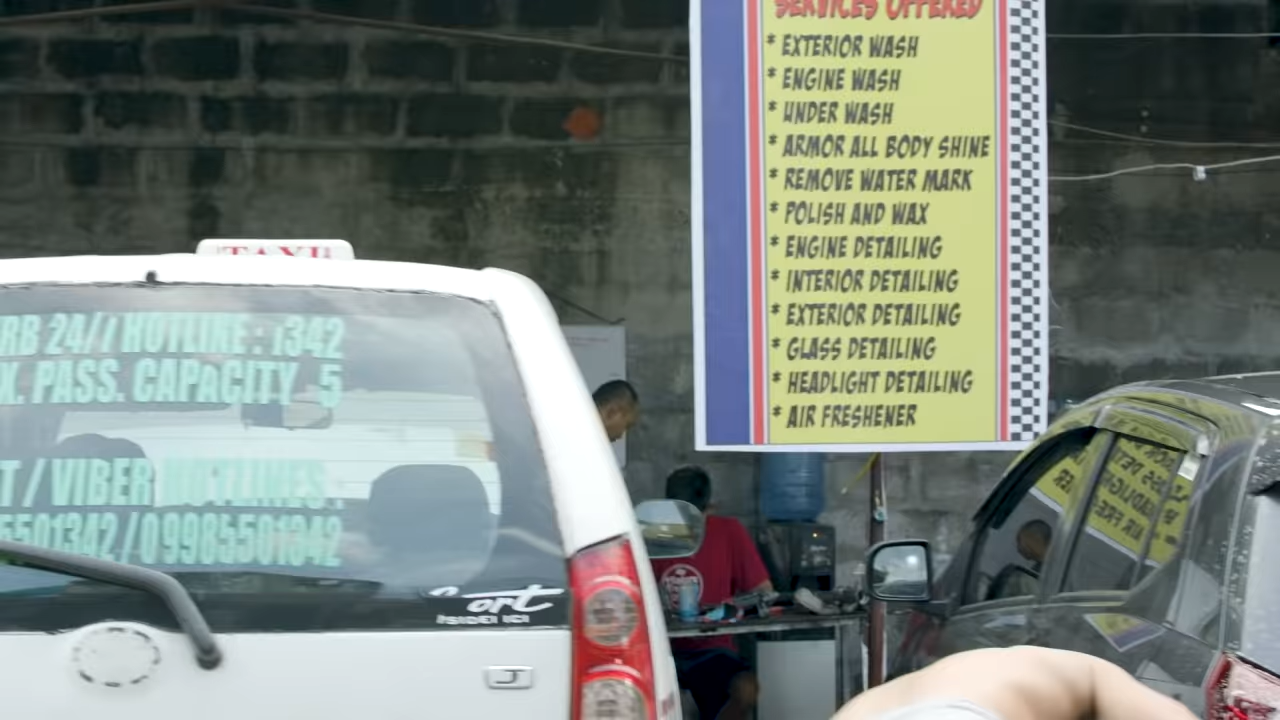 SERVICES OFFERED
* EXTERIOR WASH
* ENGINE WASH
* UNDER WASH
* ARMOR ALL BODY SHINE
* REMOVE WATER MARK
* POLISH AND WAX
* ENGINE DETAILING
* INTERIOR DETAILING
* EXTERIOR DETAILING
* GLASS DETAILING
* HEADLIGHT DETAILING
* AIR FRESHENER
TAXI
RB 24/7 HOTLINE: 1342
PASS. CAPACITY 5
T / VIBER HOTLINES:
5501342 / 09985501342
J